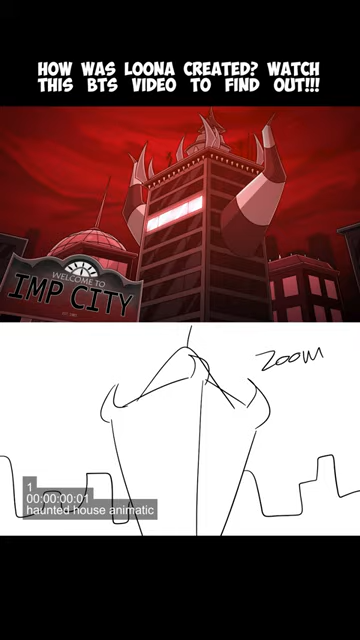 HOW WAS LOONA CREATED? WATCH
THIS BTS VIDEO TO FIND OUT!!!
WELCOME TO
IMP CITY
ZOOM
1
00:00:00:01
haunted house animatic